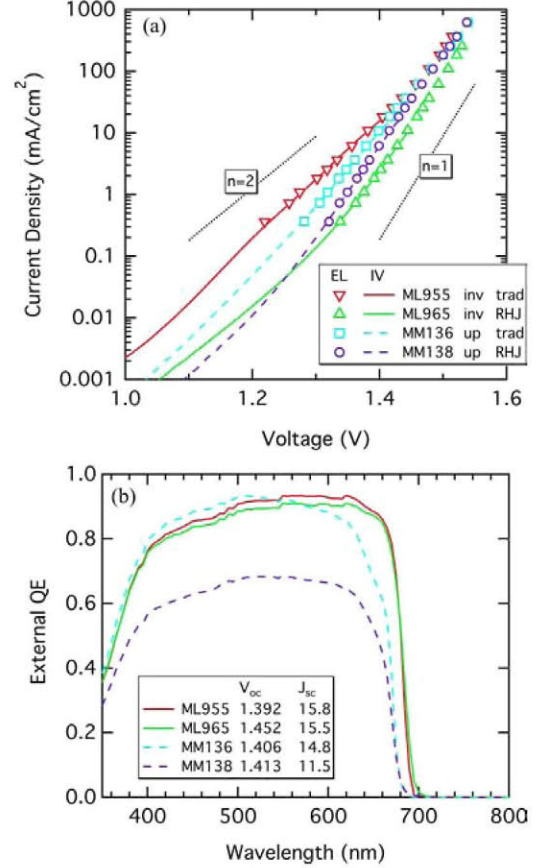 (a)
1000
100
10
1
0.1
0.01
0.001
Current Density (mA/cm²)
n=2
n=1
EL IV
ML955 inv trad
ML965 inv RHJ
MM136 up trad
MM138 up RHJ
1.0 1.2 1.4 1.6
Voltage (V)
(b)
1.0
0.8
0.6
0.4
0.2
0.0
External QE
Voc Jsc
ML955 1.392 15.8
ML965 1.452 15.5
MM136 1.406 14.8
MM138 1.413 11.5
400 500 600 700 800
Wavelength (nm)